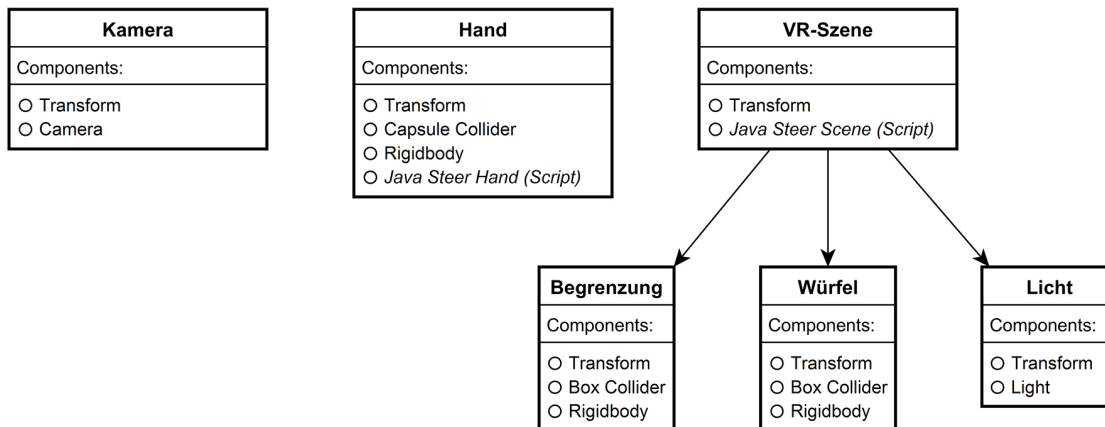 Kamera
Components:
Transform
Camera
Hand
Components:
Transform
Capsule Collider
Rigidbody
Java Steer Hand (Script)
VR-Szene
Components:
Transform
Java Steer Scene (Script)
Begrenzung
Components:
Transform
Box Collider
Rigidbody
Würfel
Components:
Transform
Box Collider
Rigidbody
Licht
Components:
Transform
Light